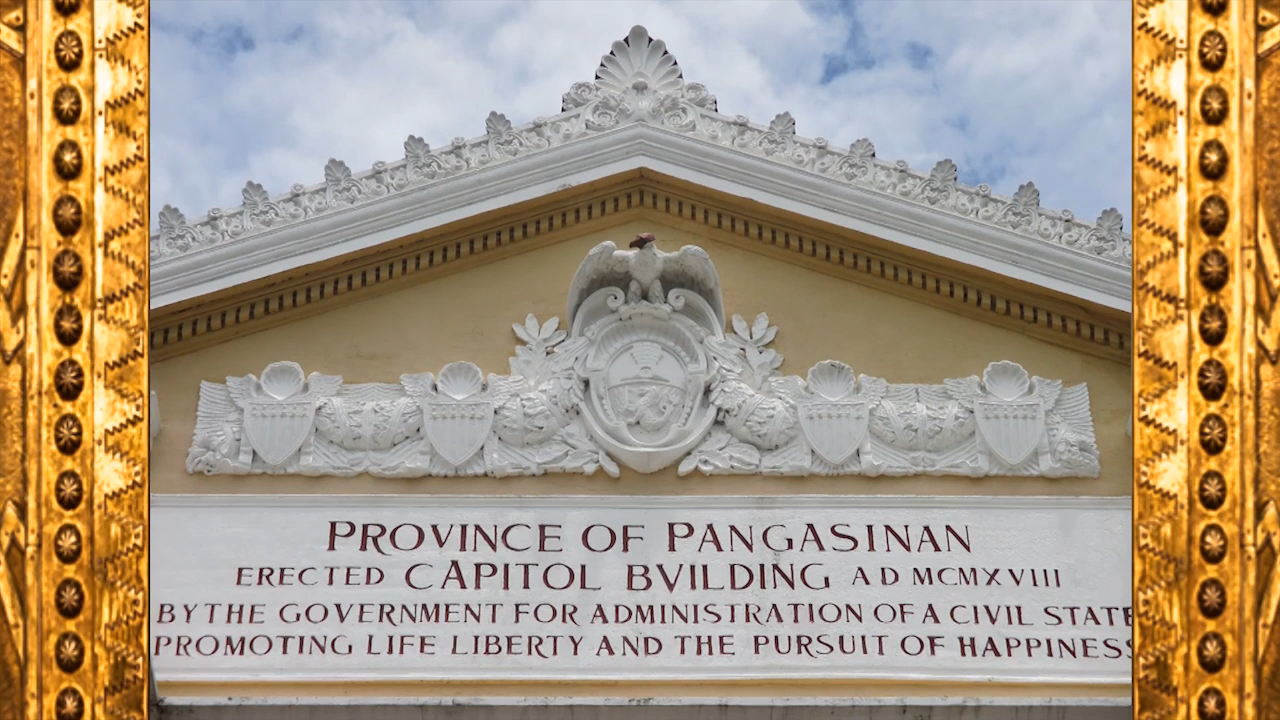 PROVINCE OF PANGASINAN
ERECTED CAPITOL BVILDING A D MCMXVIII
BY THE GOVERNMENT FOR ADMINISTRATION OF A CIVIL STATE
PROMOTING LIFE LIBERTY AND THE PURSUIT OF HAPPINESS